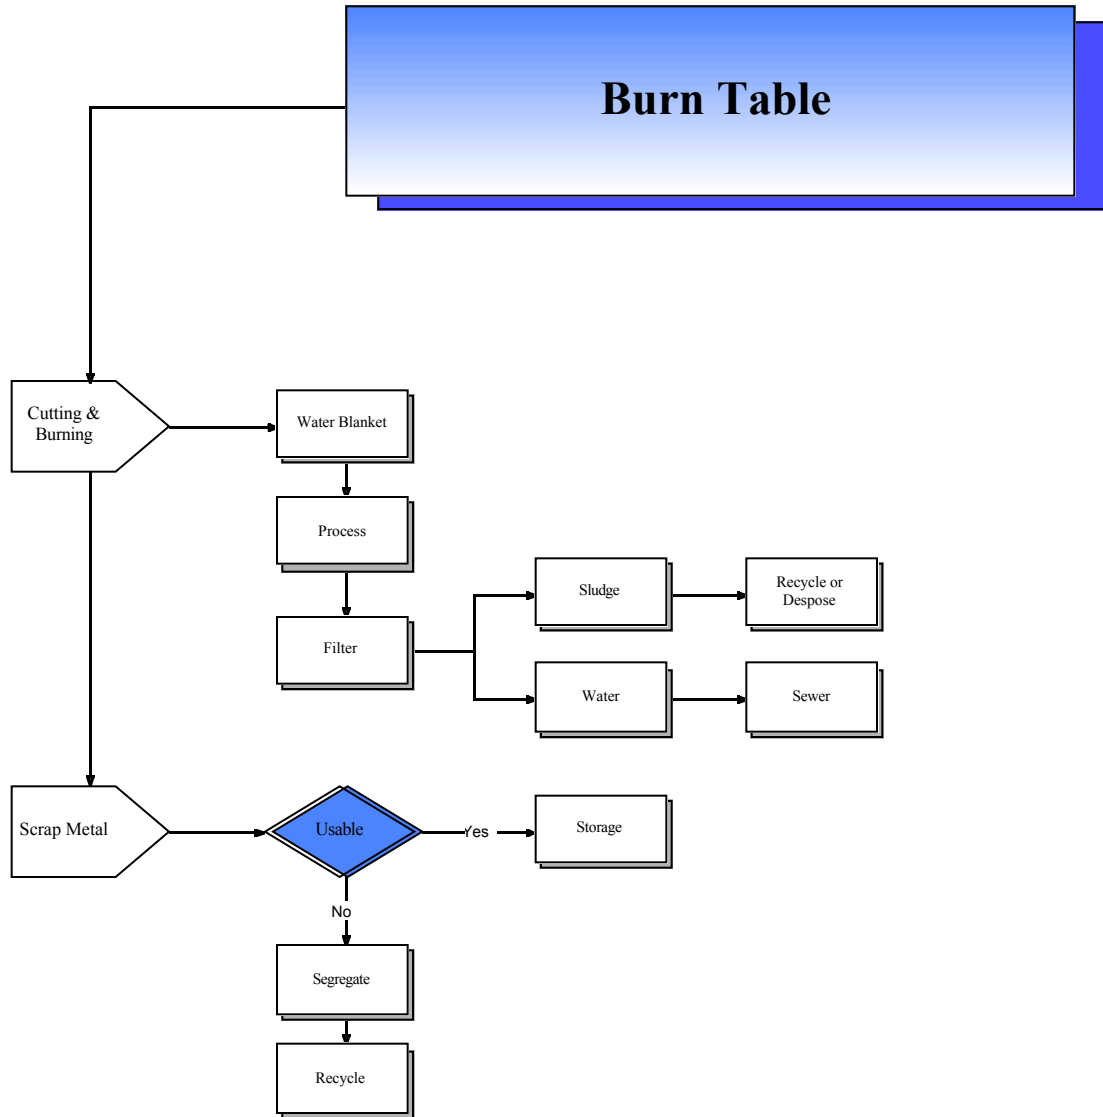 Burn Table
Cutting &
Burning
Water Blanket
Process
Filter
Sludge
Recycle or
Despose
Water
Sewer
Scrap Metal
Usable
Yes
Storage
No
Segregate
Recycle